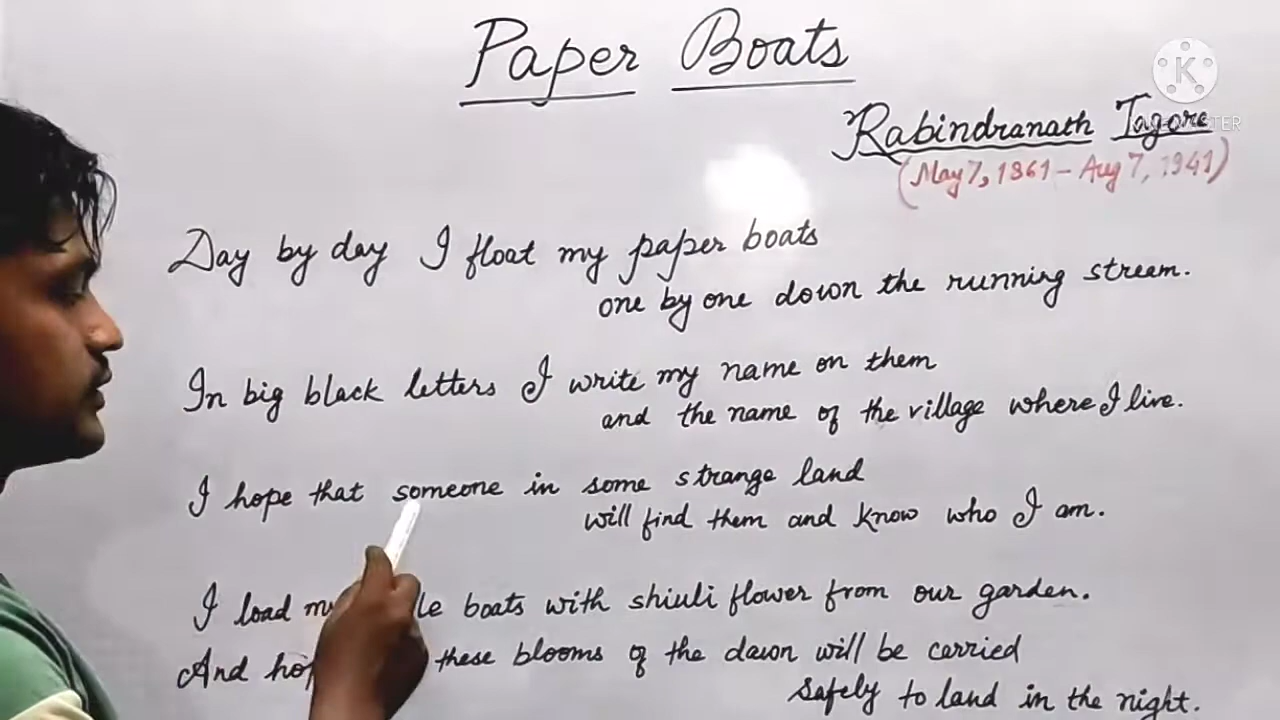 Paper Boats
Rabindranath Tagore
(May 7, 1861 - Aug 7, 1941)
Day by day I float my paper boats
one by one down the running stream.
In big black letters I write my name on them
and the name of the village where I live.
I hope that someone in some strange land
will find them and know who I am.
I load boats with shiuli flower from our garden.
And these blooms of the dawn will be carried
safely to land in the night.
K